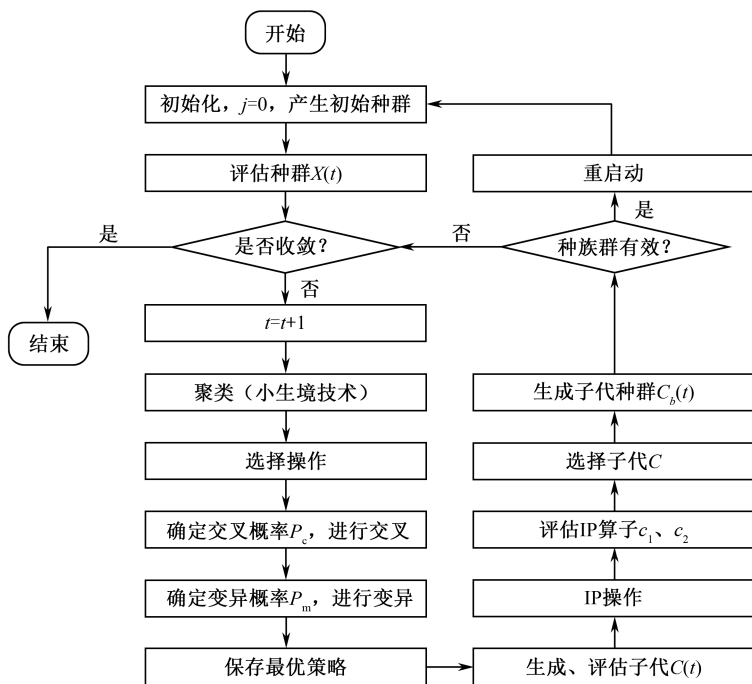 开始
初始化，j=0，产生初始种群
评估种群X(t)
重启动
是
是否收敛？
否
种族群有效？
是
否
结束
t=t+1
聚类（小生境技术）
生成子代种群C_b(t)
选择操作
选择子代C
确定交叉概率P_c，进行交叉
评估IP算子c_1、c_2
确定变异概率P_m，进行变异
IP操作
保存最优策略
生成、评估子代C(t)